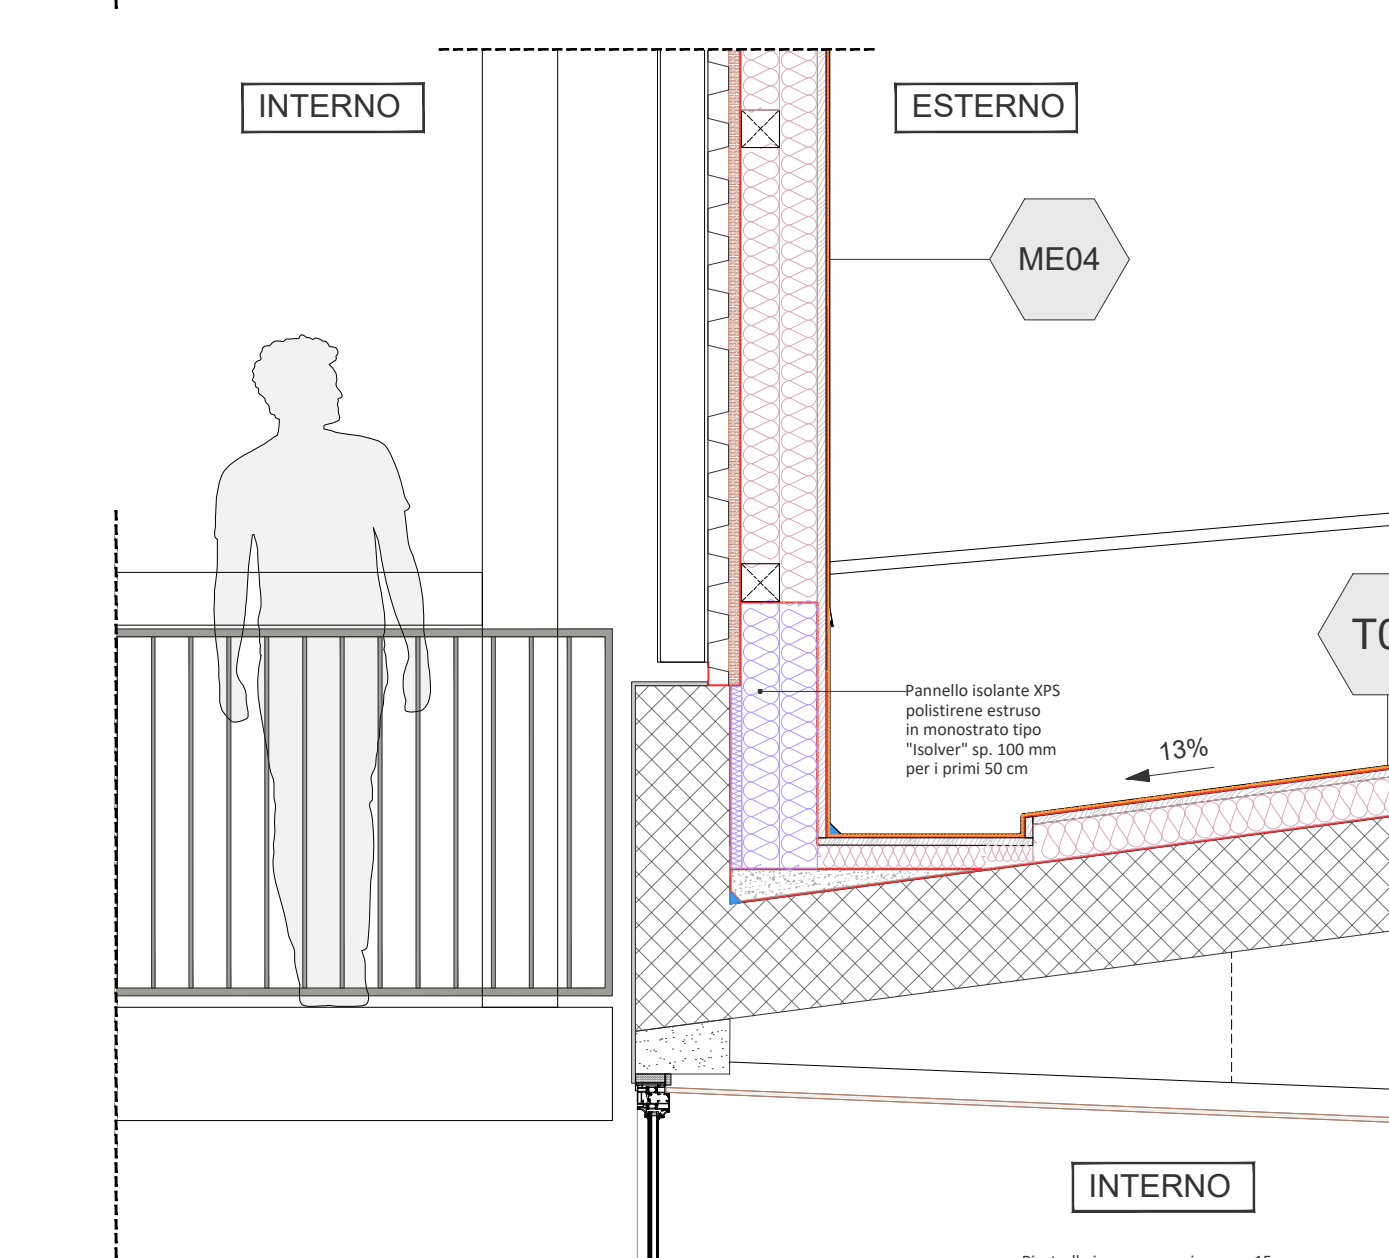 INTERNO
ESTERNO
ME04
Pannello isolante XPS
polistirene estruso
in monostrato tipo
"Isolver" sp. 100 mm
per i primi 50 cm
13%
INTERNO